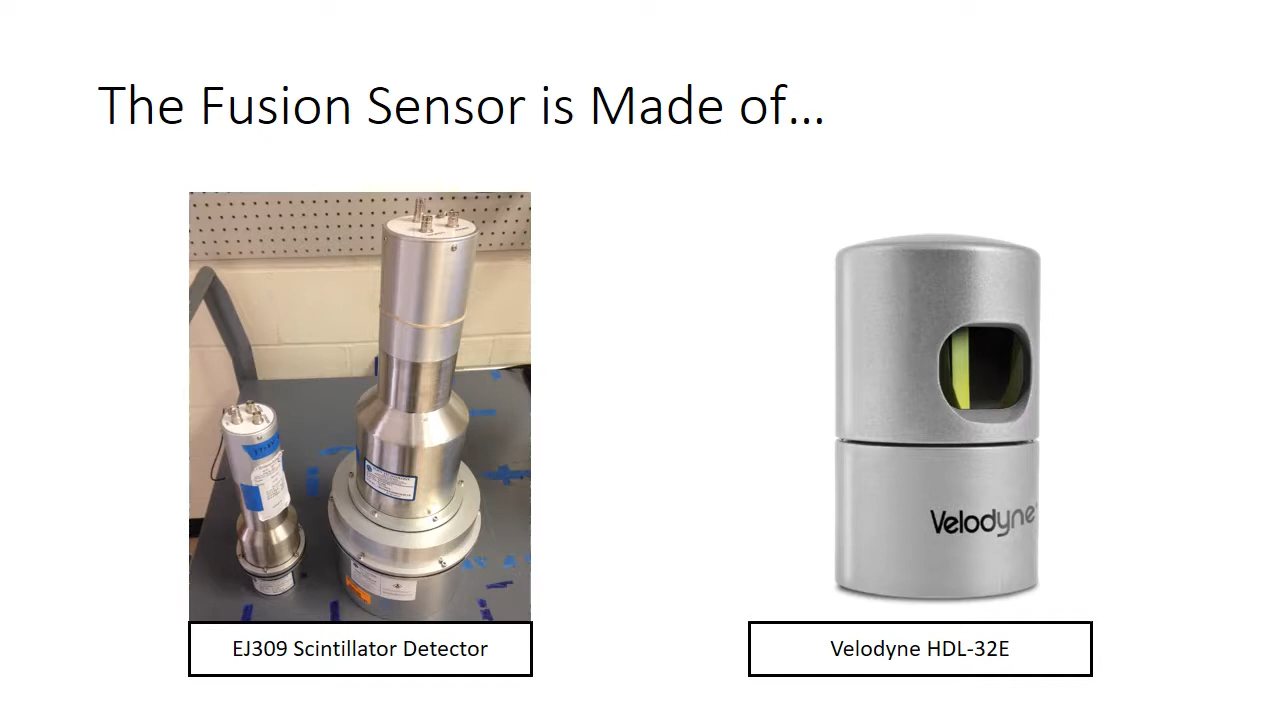 The Fusion Sensor is Made of...
Velodyne
EJ309 Scintillator Detector
Velodyne HDL-32E